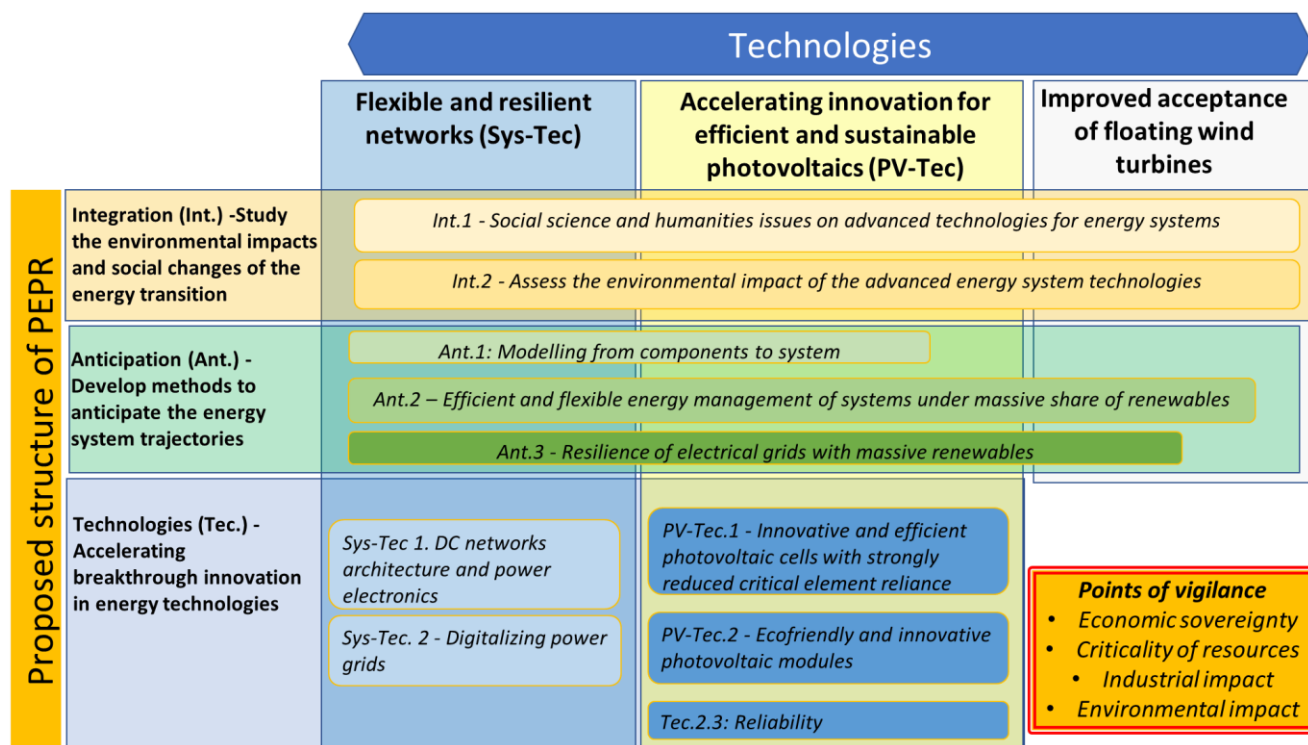 Technologies
Flexible and resilient
networks (Sys-Tec)
Accelerating innovation for
efficient and sustainable
photovoltaics (PV-Tec)
Improved acceptance
of floating wind
turbines
Proposed structure of PEPR
Integration (Int.) -Study
the environmental impacts
and social changes of the
energy transition
Int.1 - Social science and humanities issues on advanced technologies for energy systems
Int.2 - Assess the environmental impact of the advanced energy system technologies
Anticipation (Ant.) -
Develop methods to
anticipate the energy
system trajectories
Ant.1: Modelling from components to system
Ant.2 – Efficient and flexible energy management of systems under massive share of renewables
Ant.3 - Resilience of electrical grids with massive renewables
Technologies (Tec.) -
Accelerating
breakthrough innovation
in energy technologies
Sys-Tec 1. DC networks
architecture and power
electronics
Sys-Tec. 2 - Digitalizing power
grids
PV-Tec.1 - Innovative and efficient
photovoltaic cells with strongly
reduced critical element reliance
PV-Tec.2 - Ecofriendly and innovative
photovoltaic modules
Tec.2.3: Reliability
Points of vigilance
• Economic sovereignty
• Criticality of resources
• Industrial impact
• Environmental impact